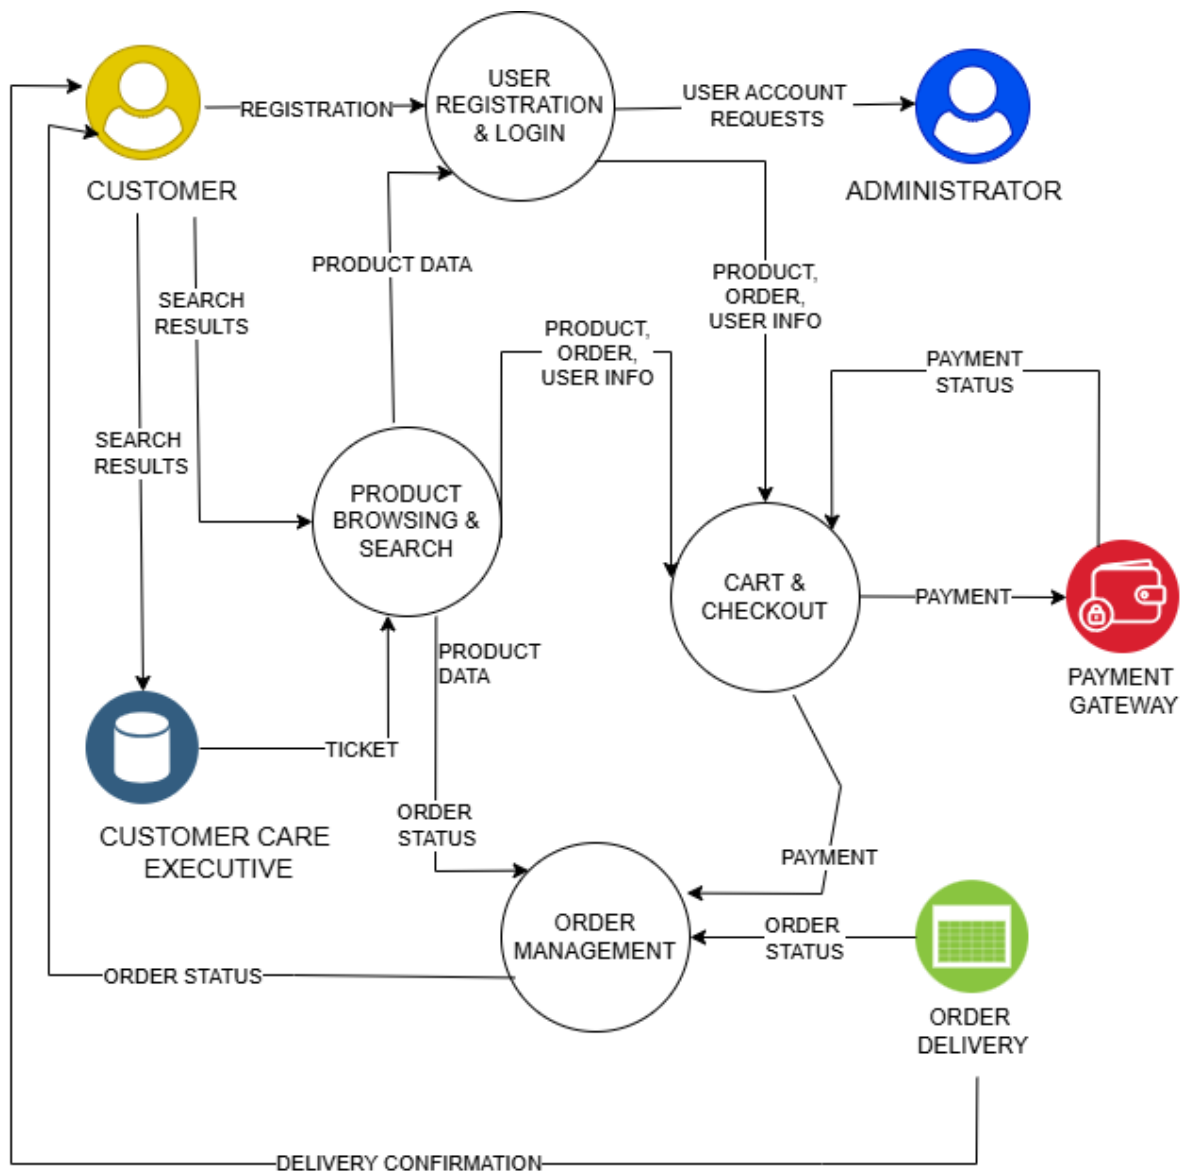 USER
REGISTRATION
& LOGIN
REGISTRATION
USER ACCOUNT
REQUESTS
CUSTOMER
ADMINISTRATOR
PRODUCT DATA
SEARCH
RESULTS
PRODUCT,
ORDER,
USER INFO
PRODUCT,
ORDER,
USER INFO
PAYMENT
STATUS
SEARCH
RESULTS
PRODUCT
BROWSING &
SEARCH
CART &
CHECKOUT
PAYMENT
PAYMENT
GATEWAY
PRODUCT
DATA
TICKET
CUSTOMER CARE
EXECUTIVE
ORDER
STATUS
PAYMENT
ORDER
MANAGEMENT
ORDER
STATUS
ORDER STATUS
ORDER
DELIVERY
DELIVERY CONFIRMATION